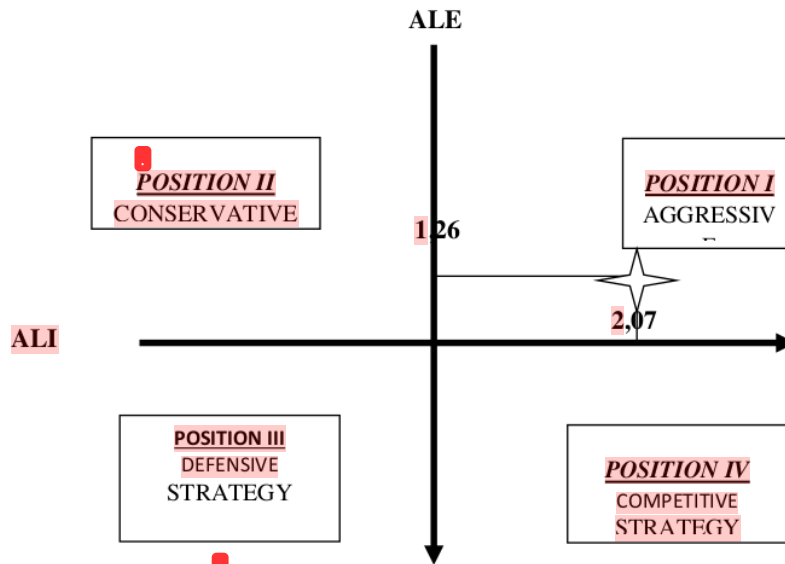 ALE
POSITION II
CONSERVATIVE
POSITION I
AGGRESSIV
1,26
2,07
ALI
POSITION III
DEFENSIVE
STRATEGY
POSITION IV
COMPETITIVE
STRATEGY